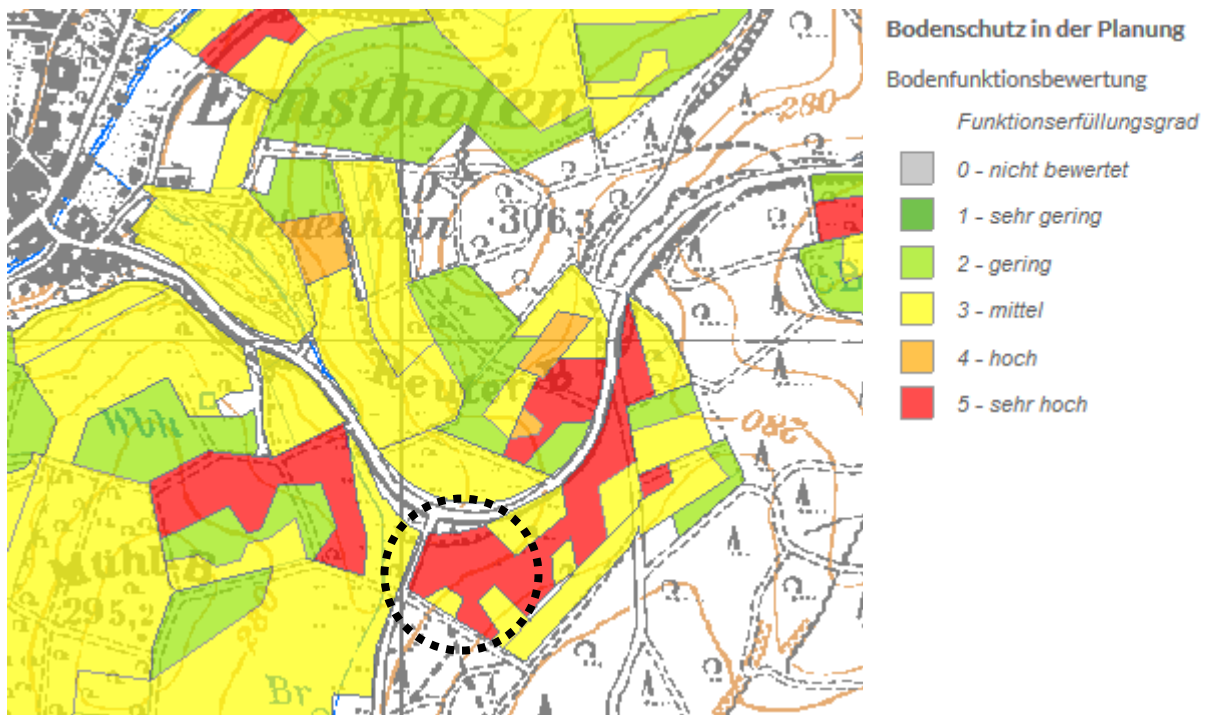 Bodenschutz in der Planung
Bodenfunktionsbewertung
Funktionserfüllungsgrad
0 - nicht bewertet
1 - sehr gering
2 - gering
3 - mittel
4 - hoch
5 - sehr hoch
Ernsthofen
280
306,3
280
295,2
Br